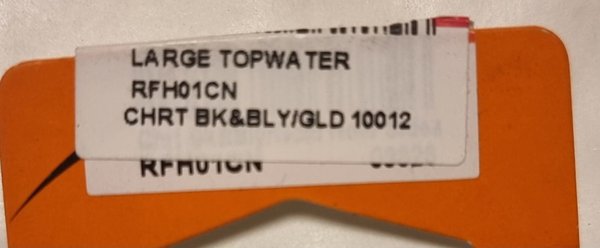 LARGE TOPWATER
RFH01CN
CHRT BK&BLY/GLD 10012
RFH01CN